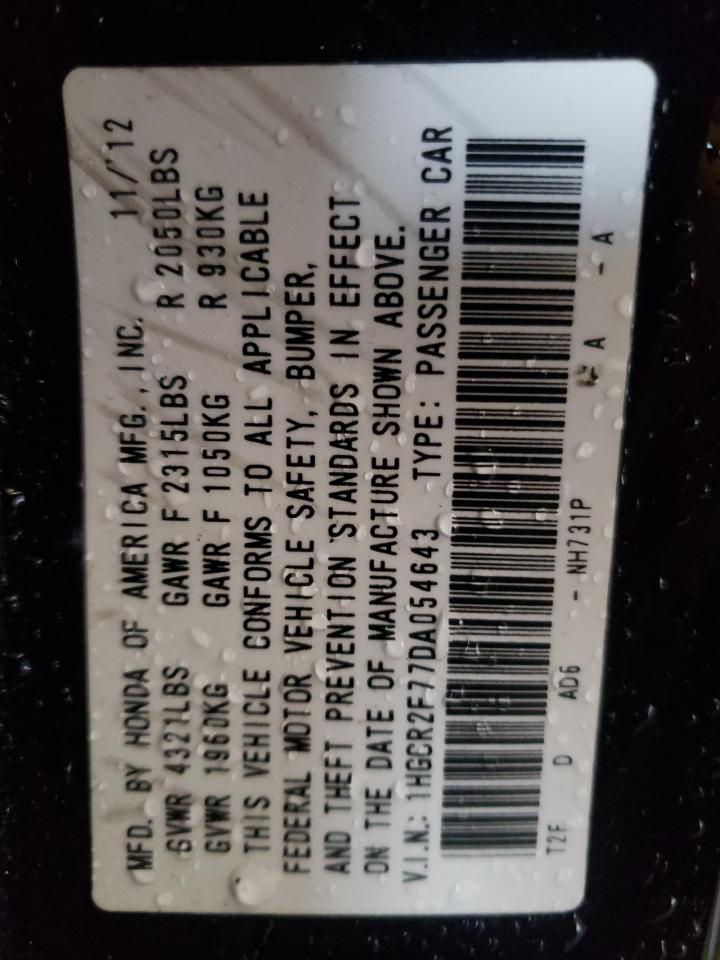 MFD. BY HONDA OF AMERICA MFG., INC. 11/'12
GVWR 4321LBS GAWR F 2315LBS R 2050LBS
GVWR 1960KG GAWR F 1050KG R 930KG
THIS VEHICLE CONFORMS TO ALL APPLICABLE
FEDERAL MOTOR VEHICLE SAFETY, BUMPER,
AND THEFT PREVENTION STANDARDS IN EFFECT
ON THE DATE OF MANUFACTURE SHOWN ABOVE.
V.I.N.: 1HGCR2F77DA054643 TYPE: PASSENGER CAR
T2F D AD6 - NH731P A - A